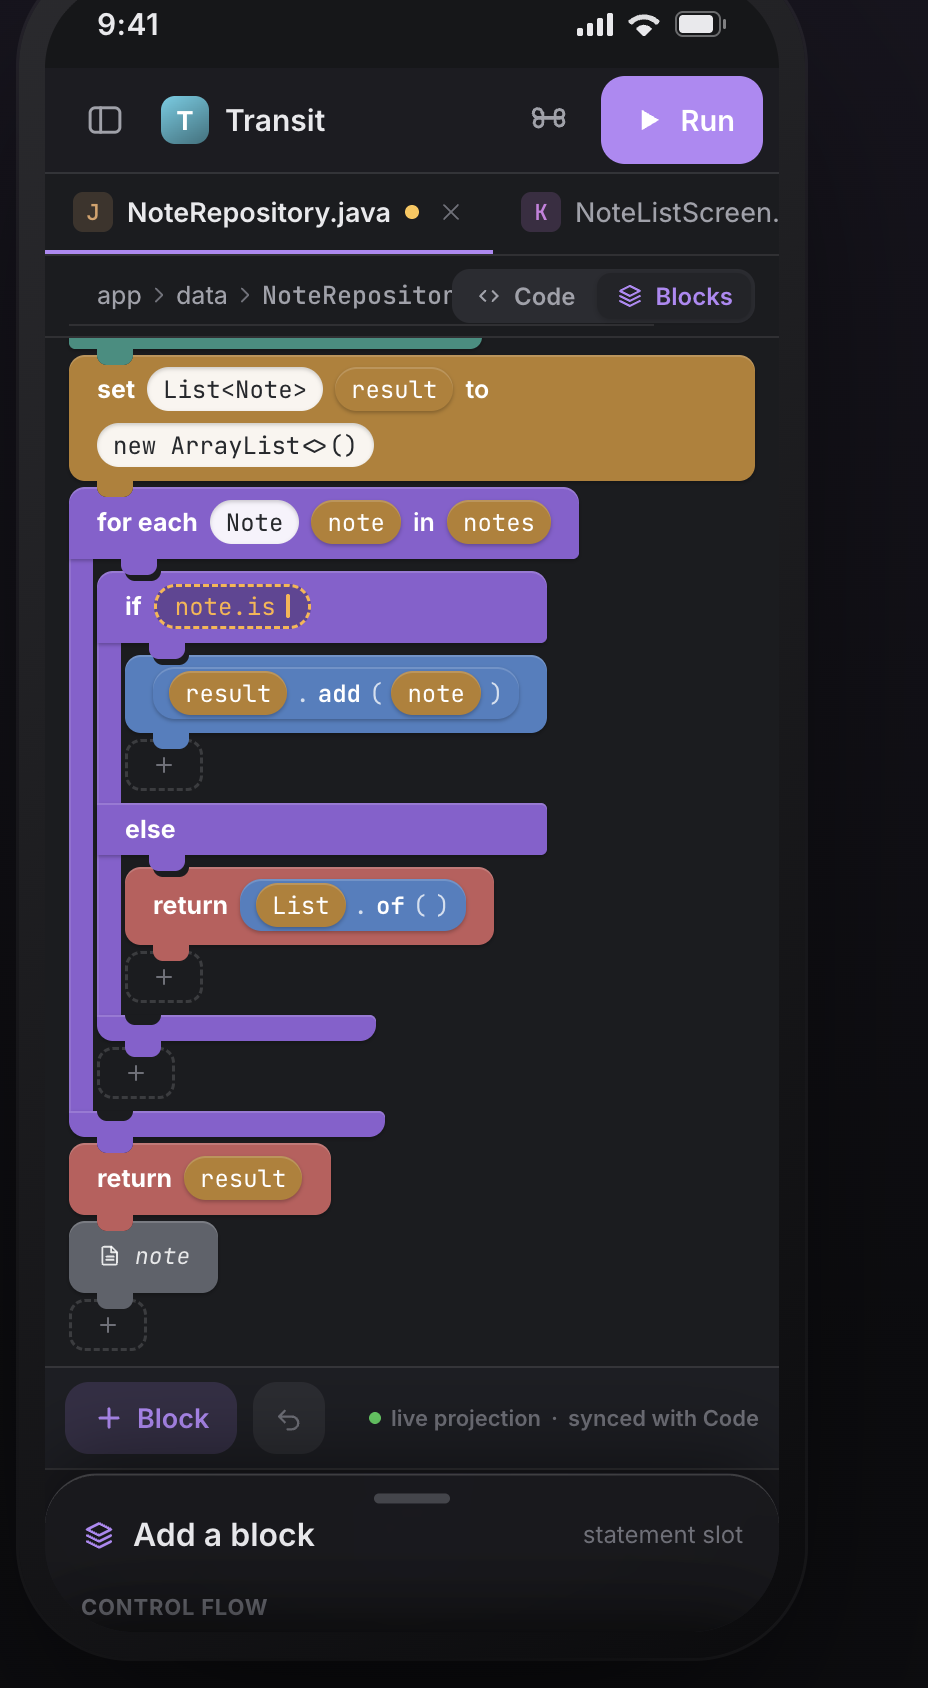 9:41
T Transit Run
J NoteRepository.java K NoteListScreen.
app > data > NoteRepositor Code Blocks
set List<Note> result to
new ArrayList<>()
for each Note note in notes
if note.is
result . add ( note )
+
else
return List . of ( )
+
+
return result
note
+
+ Block live projection · synced with Code
Add a block statement slot
CONTROL FLOW